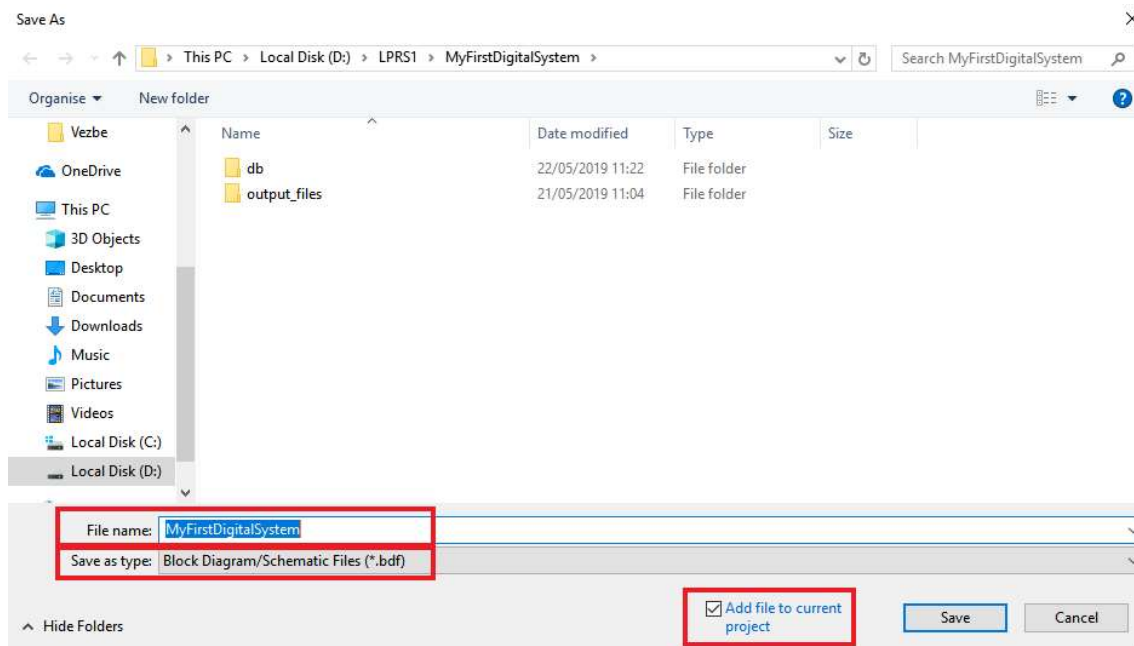 Save As
This PC > Local Disk (D:) > LPRS1 > MyFirstDigitalSystem >
Search MyFirstDigitalSystem
Organise
New folder
Name
Date modified
Type
Size
Vezbe
OneDrive
This PC
3D Objects
Desktop
Documents
Downloads
Music
Pictures
Videos
Local Disk (C:)
Local Disk (D:)
db
22/05/2019 11:22
File folder
output_files
21/05/2019 11:04
File folder
File name: MyFirstDigitalSystem
Save as type: Block Diagram/Schematic Files (*.bdf)
Add file to current
project
Hide Folders
Save
Cancel